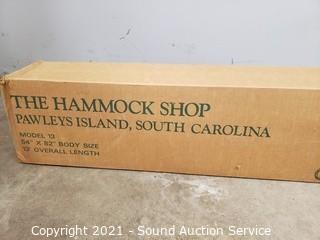 THE HAMMOCK SHOP
PAWLEYS ISLAND, SOUTH CAROLINA
MODEL 13
54" X 82" BODY SIZE
13' OVERALL LENGTH
Copyright 2021 - Sound Auction Service